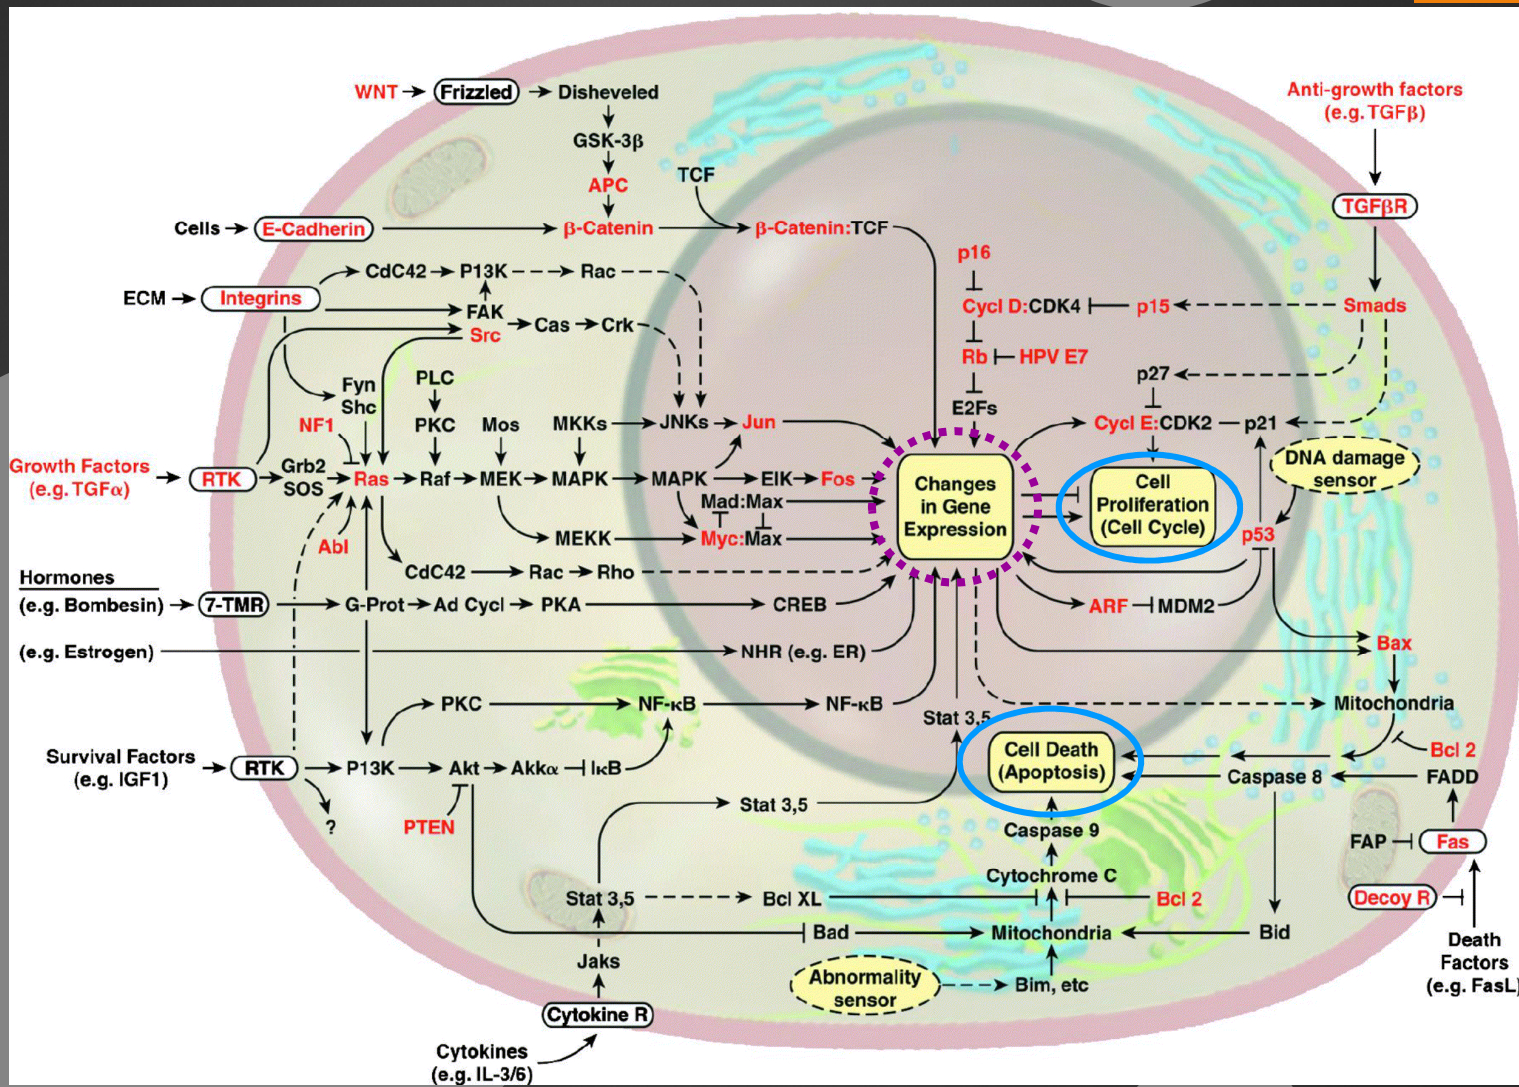 WNT
Frizzled
Disheveled
GSK-3β
APC
TCF
Cells
E-Cadherin
β-Catenin
β-Catenin:TCF
Anti-growth factors
(e.g. TGFβ)
TGFβR
Smads
p16
Cycl D:CDK4
p15
Rb
HPV E7
E2Fs
p27
Cycl E:CDK2
p21
DNA damage
sensor
CdC42
P13K
Rac
ECM
Integrins
FAK
Src
Cas
Crk
Fyn
Shc
PLC
PKC
NF1
Mos
MKKs
JNKs
Jun
Growth Factors
(e.g. TGFα)
RTK
Grb2
SOS
Ras
Raf
MEK
MAPK
MAPK
ElK
Fos
Mad:Max
Myc:Max
MEKK
Abl
CdC42
Rac
Rho
Changes
in Gene
Expression
Cell
Proliferation
(Cell Cycle)
p53
ARF
MDM2
Bax
Hormones
(e.g. Bombesin)
7-TMR
G-Prot
Ad Cycl
PKA
CREB
(e.g. Estrogen)
NHR (e.g. ER)
PKC
NF-κB
NF-κB
Stat 3,5
Mitochondria
Survival Factors
(e.g. IGF1)
RTK
P13K
Akt
Akkα
IκB
?
PTEN
Stat 3,5
Cell Death
(Apoptosis)
Bcl 2
Caspase 8
FADD
Caspase 9
FAP
Fas
Cytochrome C
Stat 3,5
Bcl XL
Bcl 2
Decoy R
Bad
Mitochondria
Bid
Death
Factors
(e.g. FasL)
Jaks
Abnormality
sensor
Bim, etc
Cytokine R
Cytokines
(e.g. IL-3/6)